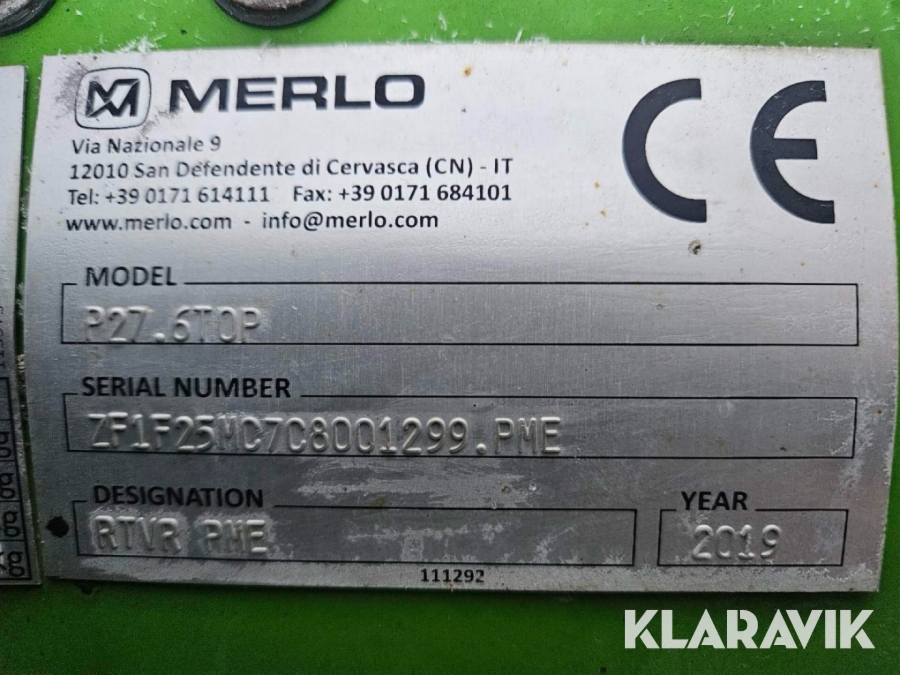 MERLO
Via Nazionale 9
12010 San Defendente di Cervasca (CN) - IT
Tel: +39 0171 614111 Fax: +39 0171 684101
www.merlo.com - info@merlo.com
CE
MODEL
P27.6TOP
SERIAL NUMBER
ZF1F25MC7C8001299.PME
DESIGNATION
RTVR PME
YEAR
2019
111292
KLARAVIK